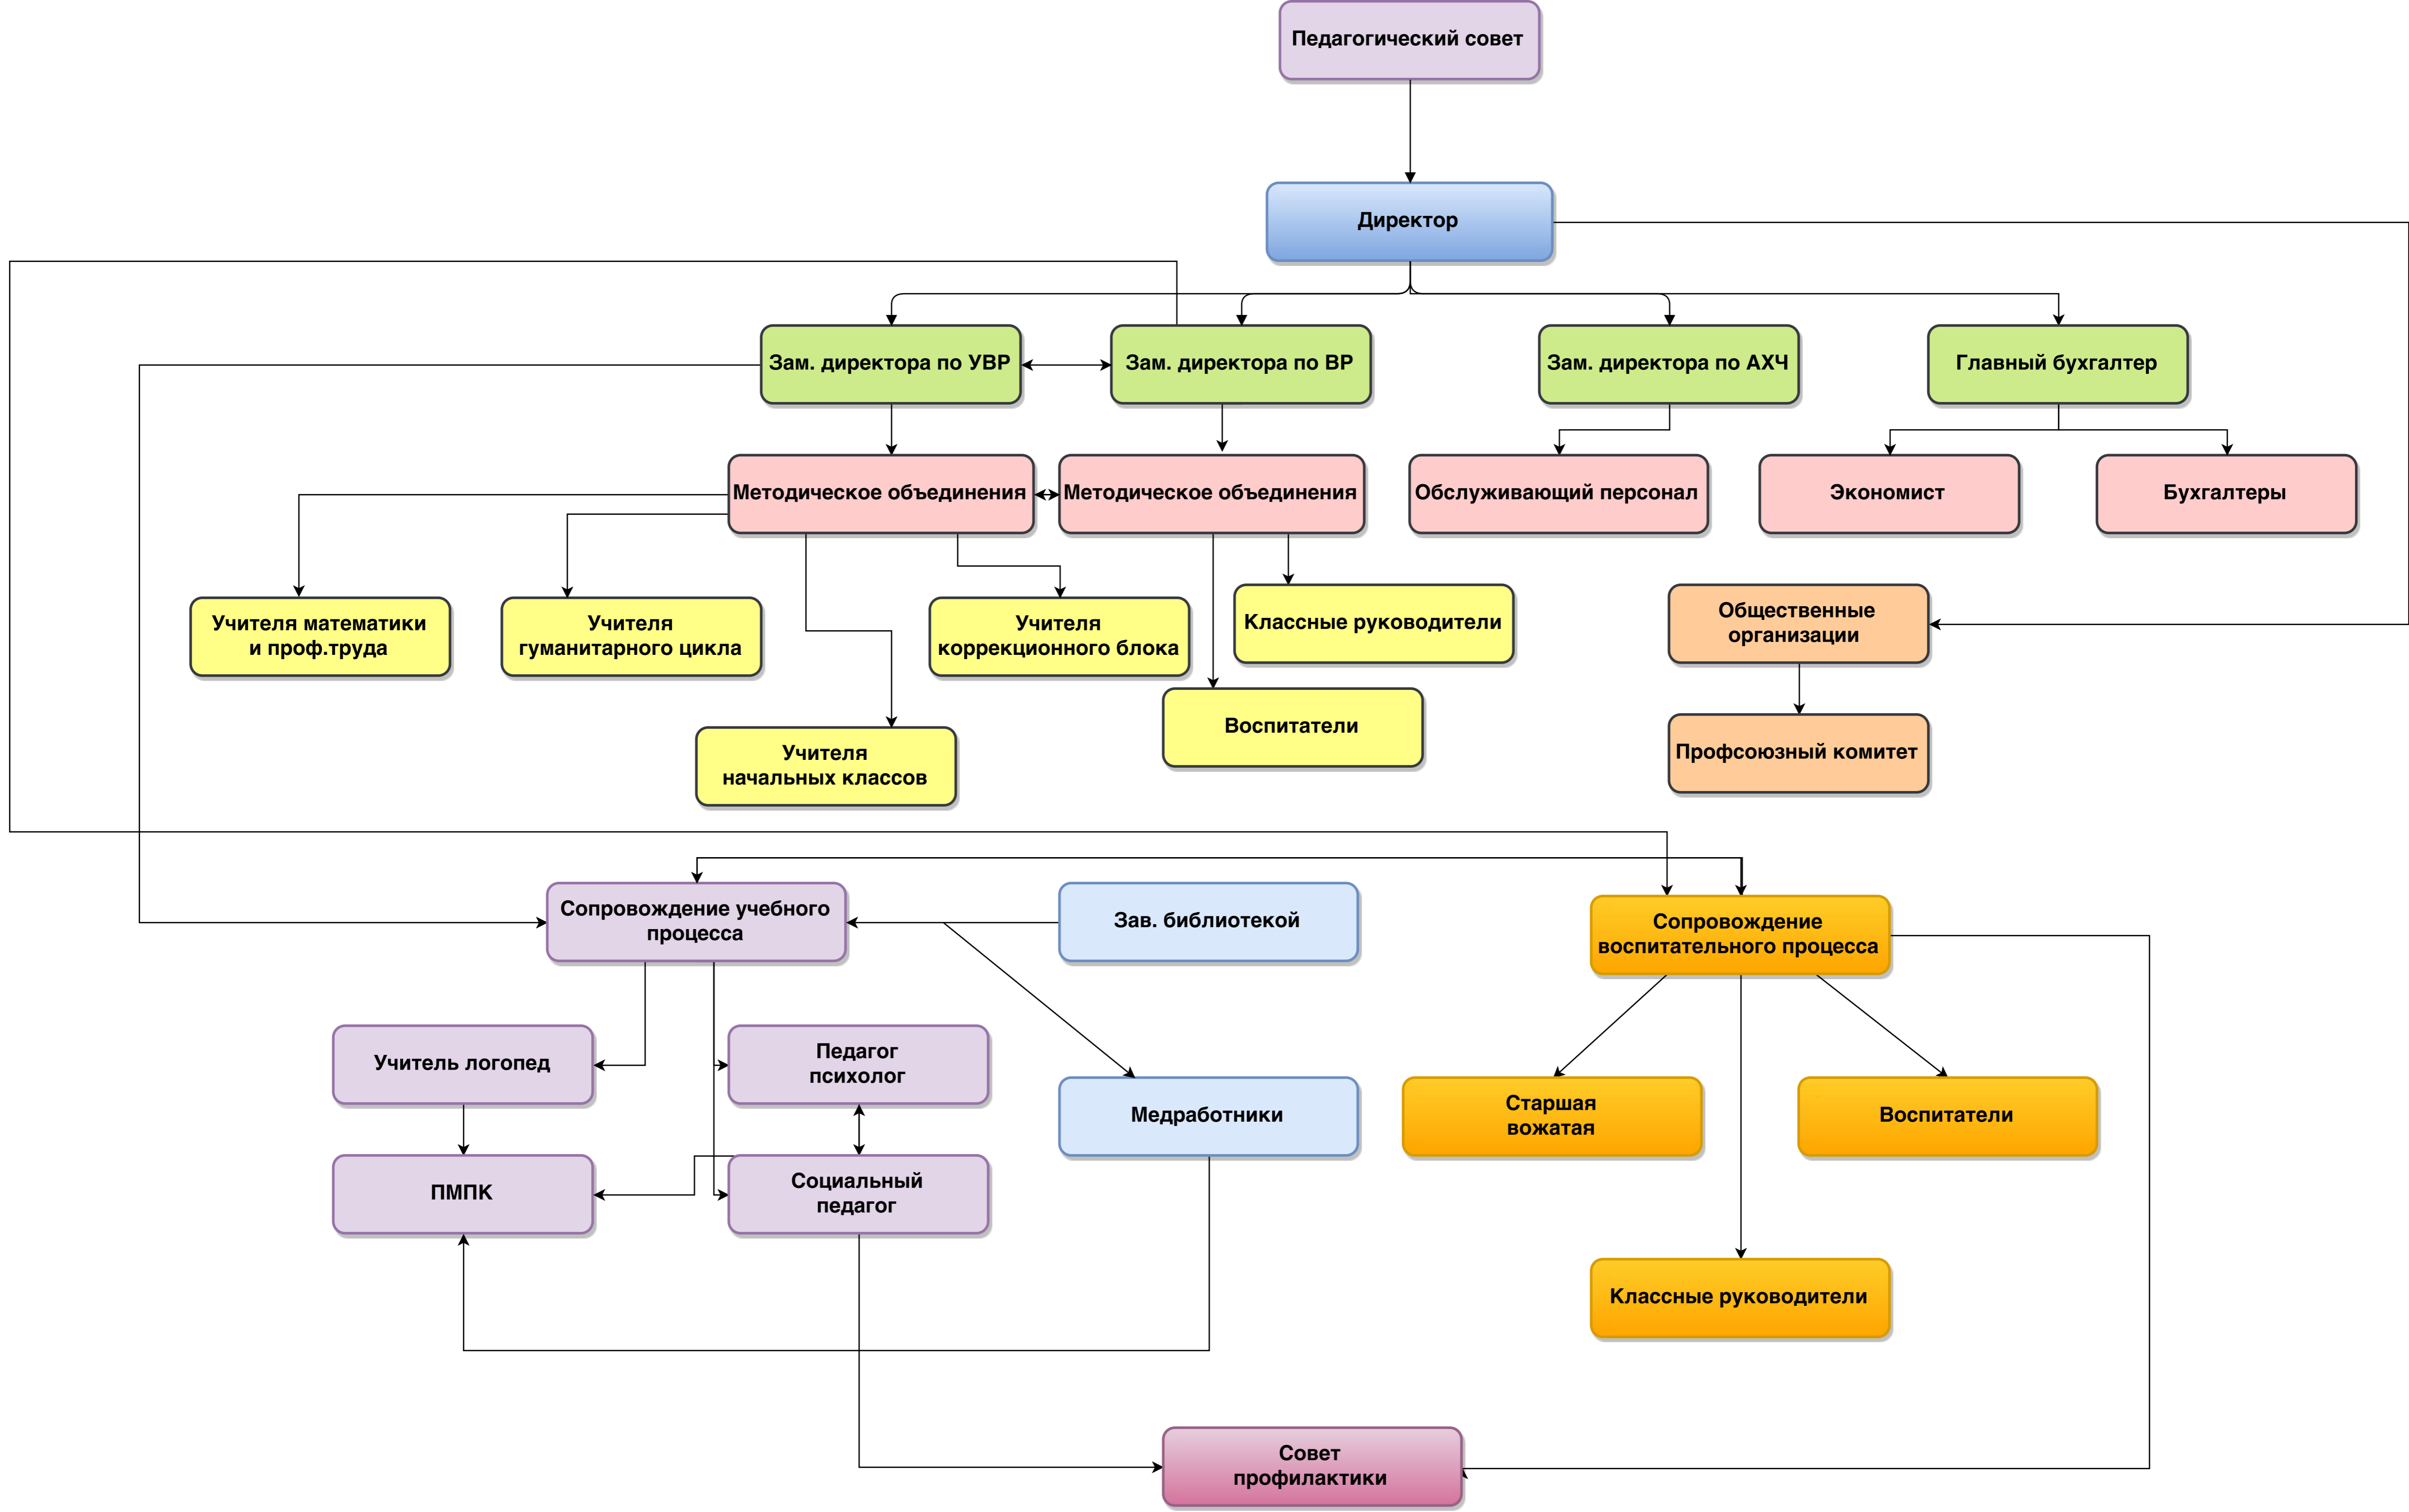 Педагогический совет
Директор
Зам. директора по УВР
Зам. директора по ВР
Зам. директора по АХЧ
Главный бухгалтер
Методическое объединения
Методическое объединения
Обслуживающий персонал
Экономист
Бухгалтеры
Учителя математики
и проф.труда
Учителя
гуманитарного цикла
Учителя
коррекционного блока
Классные руководители
Общественные
организации
Воспитатели
Учителя
начальных классов
Профсоюзный комитет
Сопровождение учебного
процесса
Зав. библиотекой
Сопровождение
воспитательного процесса
Учитель логопед
Педагог
психолог
Медработники
Старшая
вожатая
Воспитатели
ПМПК
Социальный
педагог
Классные руководители
Совет
профилактики